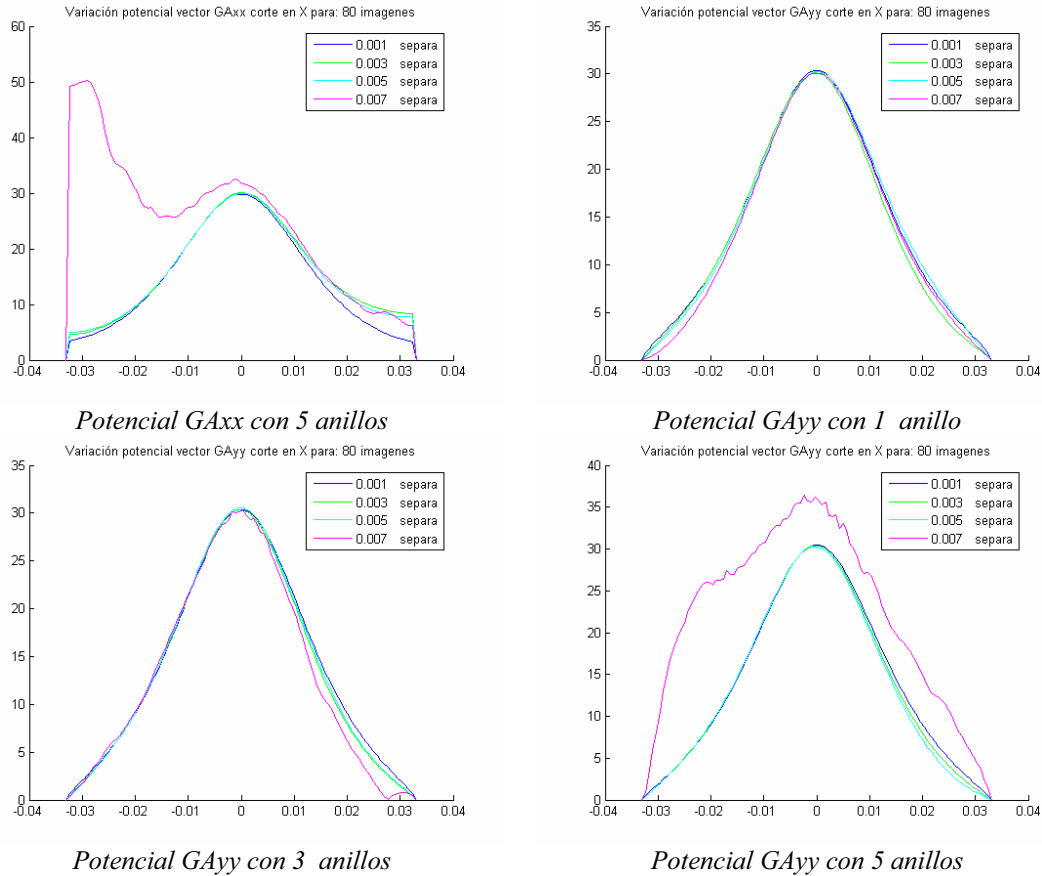 Variación potencial vector GAxx corte en X para: 80 imagenes
60
50
40
30
20
10
0
-0.04 -0.03 -0.02 -0.01 0 0.01 0.02 0.03 0.04
0.001 separa
0.003 separa
0.005 separa
0.007 separa
Potencial GAxx con 5 anillos
Variación potencial vector GAyy corte en X para: 80 imagenes
35
30
25
20
15
10
5
0
-0.04 -0.03 -0.02 -0.01 0 0.01 0.02 0.03 0.04
0.001 separa
0.003 separa
0.005 separa
0.007 separa
Potencial GAyy con 1 anillo
Variación potencial vector GAyy corte en X para: 80 imagenes
35
30
25
20
15
10
5
0
-0.04 -0.03 -0.02 -0.01 0 0.01 0.02 0.03 0.04
0.001 separa
0.003 separa
0.005 separa
0.007 separa
Potencial GAyy con 3 anillos
Variación potencial vector GAyy corte en X para: 80 imagenes
40
35
30
25
20
15
10
5
0
-0.04 -0.03 -0.02 -0.01 0 0.01 0.02 0.03 0.04
0.001 separa
0.003 separa
0.005 separa
0.007 separa
Potencial GAyy con 5 anillos